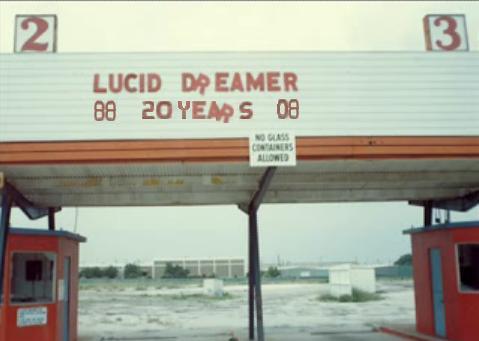 2
3
LUCID DREAMER
88 20 YEARS 08
NO GLASS
CONTAINERS
ALLOWED